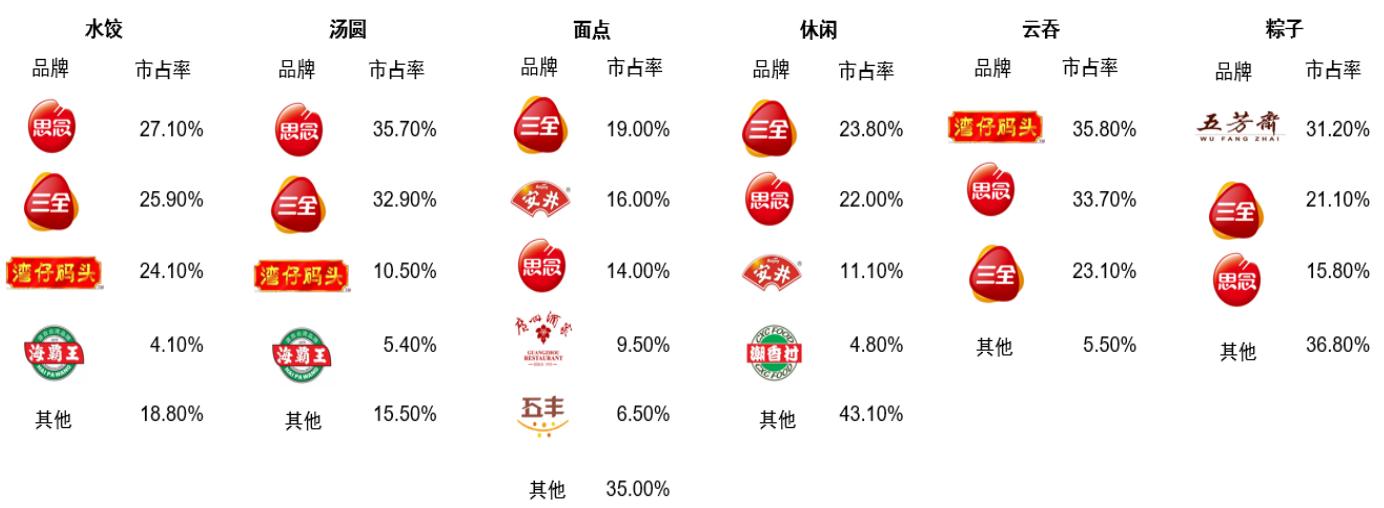 水饺 汤圆 面点 休闲 云吞 粽子
品牌 市占率 品牌 市占率 品牌 市占率 品牌 市占率 品牌 市占率 品牌 市占率
思念 27.10% 思念 35.70% 三全 19.00% 三全 23.80% 湾仔码头 35.80% 五芳斋 WU FANG ZHAI 31.20%
三全 25.90% 三全 32.90% 安井 16.00% 思念 22.00% 思念 33.70% 三全 21.10%
湾仔码头 24.10% 湾仔码头 10.50% 思念 14.00% 安井 11.10% 三全 23.10% 思念 15.80%
海霸王 HAI PA WANG 4.10% 海霸王 HAI PA WANG 5.40% 广州酒家 GUANGZHOU RESTAURANT 9.50% CXC FOOD 潮香村 CXC FOOD 4.80% 其他 5.50% 其他 36.80%
其他 18.80% 其他 15.50% 五丰 6.50% 其他 43.10%
其他 35.00%